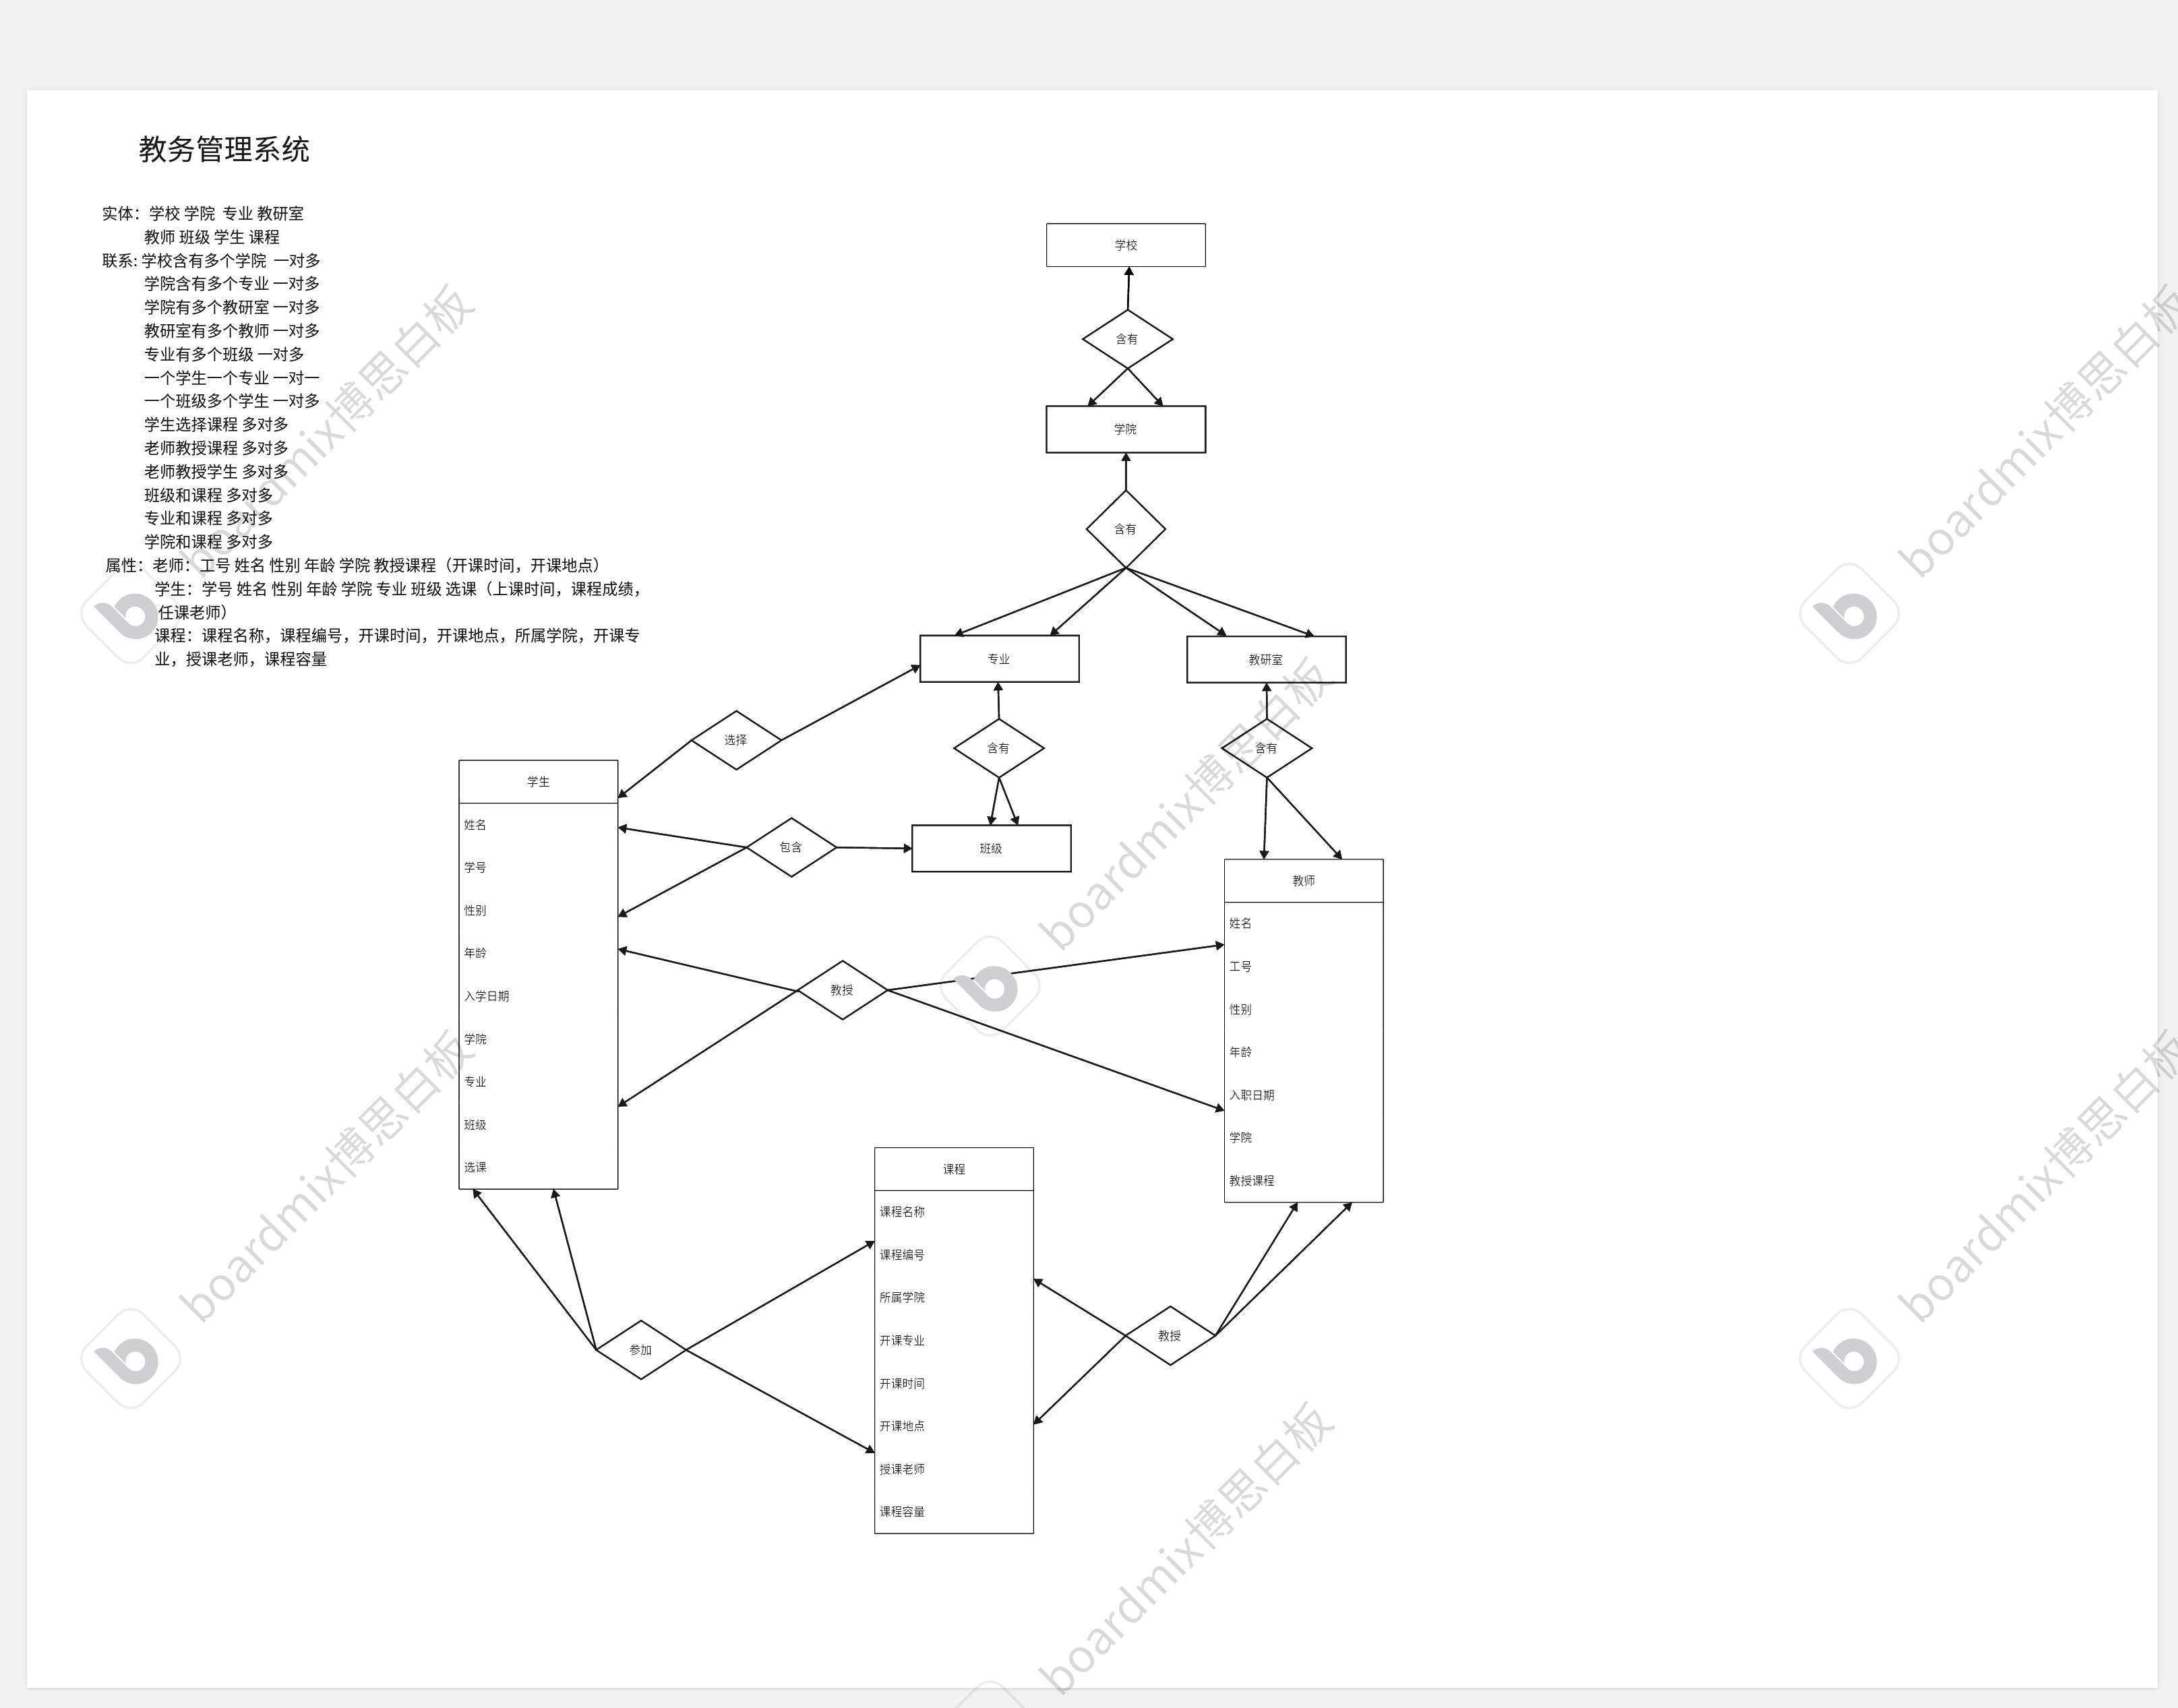 教务管理系统
实体：学校 学院 专业 教研室
教师 班级 学生 课程
联系: 学校含有多个学院 一对多
学院含有多个专业 一对多
学院有多个教研室 一对多
教研室有多个教师 一对多
专业有多个班级 一对多
一个学生一个专业 一对一
一个班级多个学生 一对多
学生选择课程 多对多
老师教授课程 多对多
老师教授学生 多对多
班级和课程 多对多
专业和课程 多对多
学院和课程 多对多
属性：老师：工号 姓名 性别 年龄 学院 教授课程（开课时间，开课地点）
学生：学号 姓名 性别 年龄 学院 专业 班级 选课（上课时间，课程成绩，
任课老师）
课程：课程名称，课程编号，开课时间，开课地点，所属学院，开课专
业，授课老师，课程容量
学校
含有
学院
含有
专业
教研室
选择
含有
含有
学生
姓名
学号
性别
年龄
入学日期
学院
专业
班级
选课
包含
班级
教师
姓名
工号
性别
年龄
入职日期
学院
教授课程
教授
课程
课程名称
课程编号
所属学院
开课专业
开课时间
开课地点
授课老师
课程容量
参加
教授
boardmix博思白板
boardmix博思白板
boardmix博思白板
boardmix博思白板
boardmix博思白板
boardmix博思白板